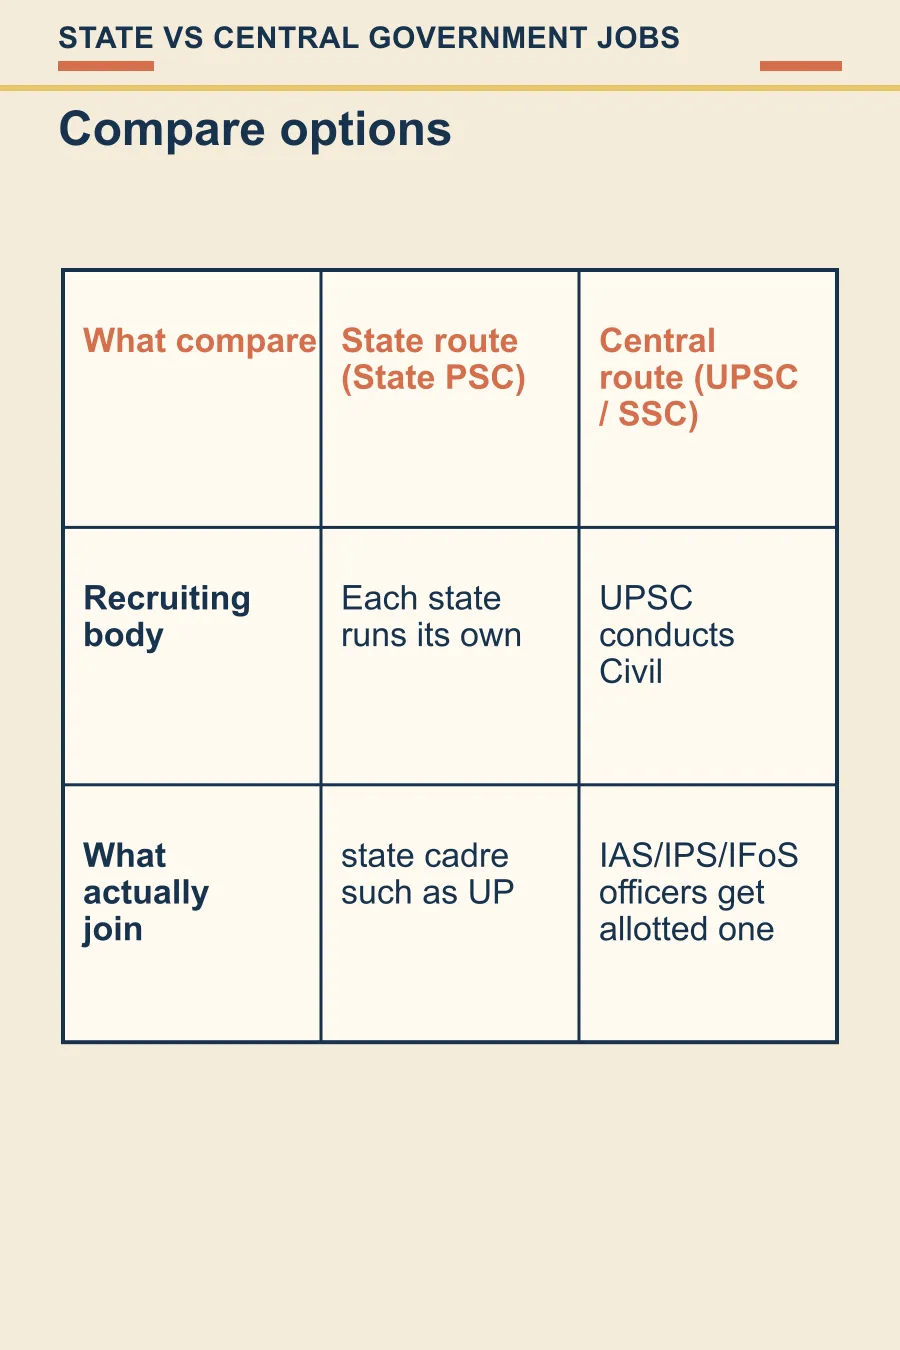 STATE VS CENTRAL GOVERNMENT JOBS
Compare options
What compare
State route
(State PSC)
Central
route (UPSC
/ SSC)
Recruiting
body
Each state
runs its own
UPSC
conducts
Civil
What
actually
join
state cadre
such as UP
IAS/IPS/IFoS
officers get
allotted one